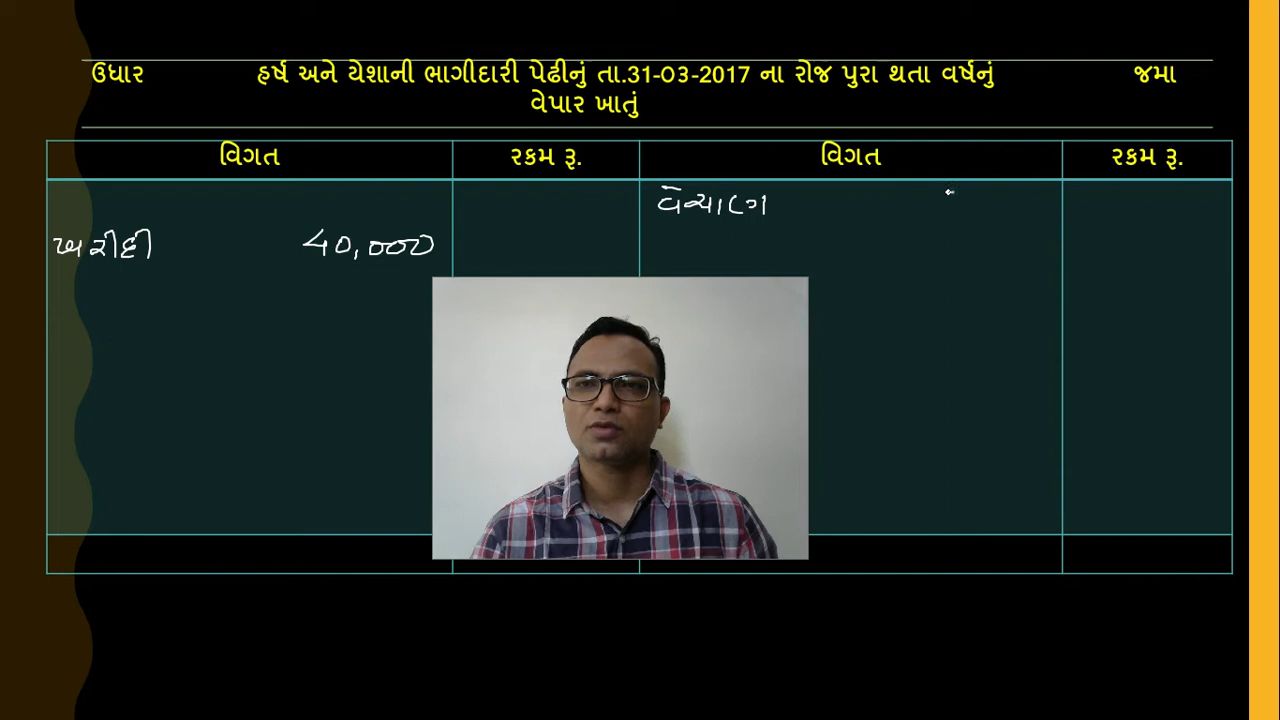 ઉધાર હર્ષ અને યેશાની ભાગીદારી પેઢીનું તા.31-03-2017 ના રોજ પુરા થતા વર્ષનું જમા
વેપાર ખાતું
વિગત રકમ રૂ. વિગત રકમ રૂ.
વેચાણ
ખરીદી 40,000